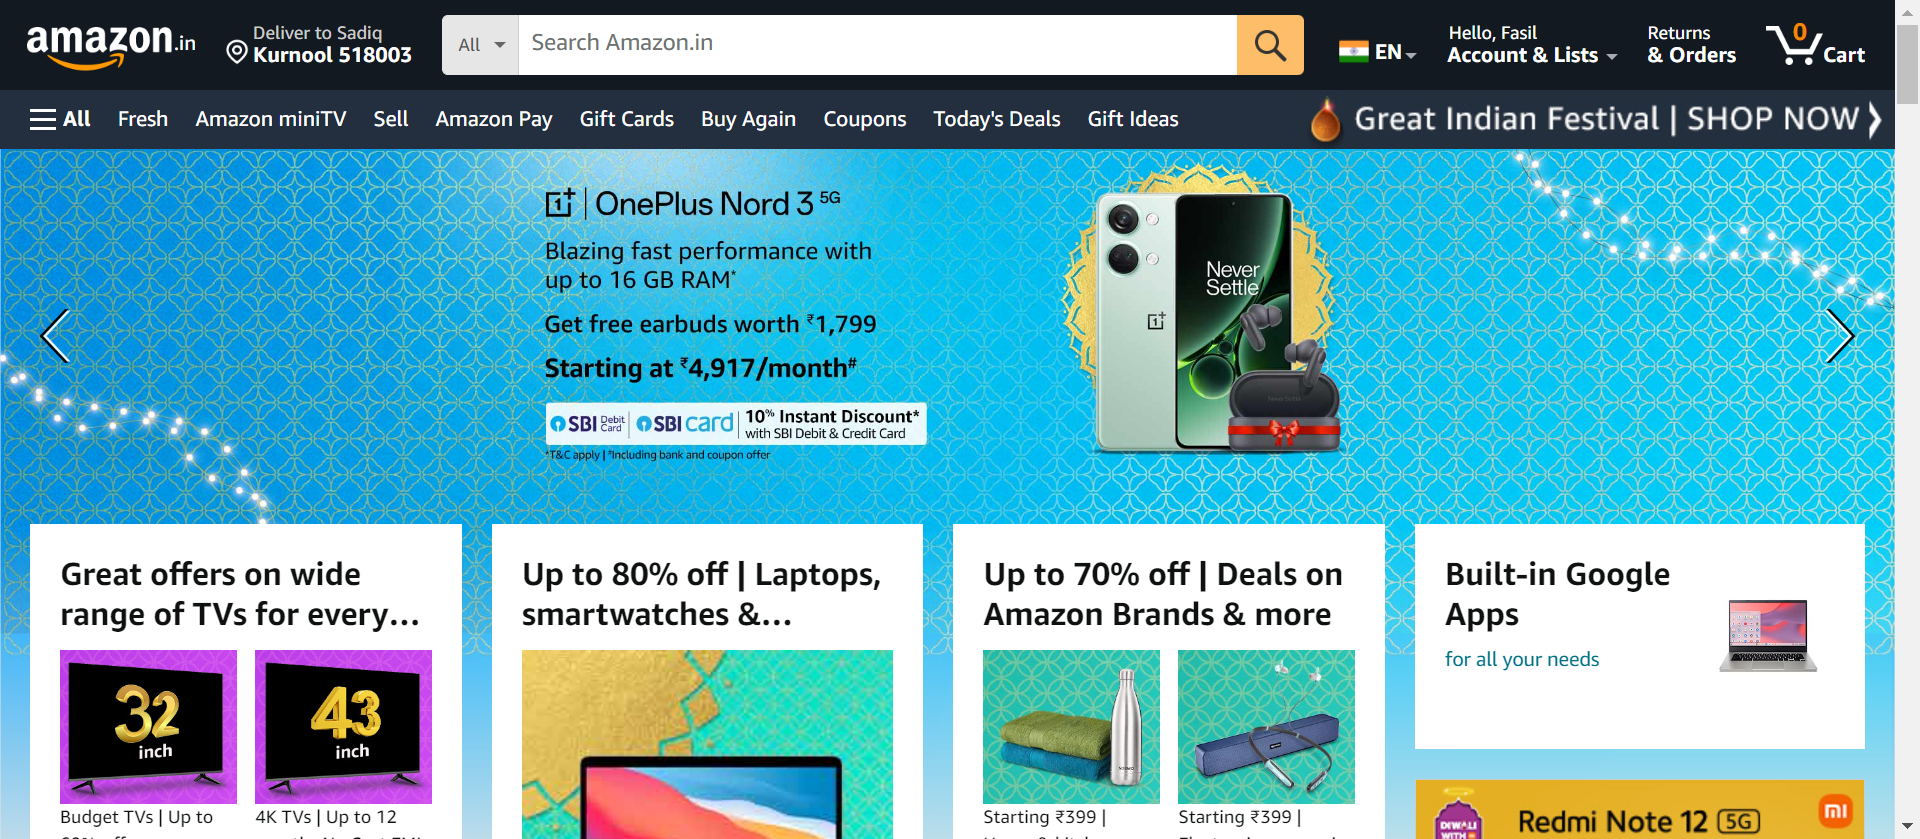 amazon.in
Deliver to Sadiq
Kurnool 518003
All
Search Amazon.in
EN
Hello, Fasil
Account & Lists
Returns
& Orders
0
Cart
All
Fresh
Amazon miniTV
Sell
Amazon Pay
Gift Cards
Buy Again
Coupons
Today's Deals
Gift Ideas
Great Indian Festival | SHOP NOW
1+ | OnePlus Nord 3 5G
Blazing fast performance with
up to 16 GB RAM*
Get free earbuds worth ₹1,799
Starting at ₹4,917/month#
SBI Debit Card | SBI card | 10% Instant Discount*
with SBI Debit & Credit Card
*T&C apply | #Including bank and coupon offer
Never
Settle
Great offers on wide
range of TVs for every...
32
inch
43
inch
Budget TVs | Up to
4K TVs | Up to 12
Up to 80% off | Laptops,
smartwatches &...
Up to 70% off | Deals on
Amazon Brands & more
Starting ₹399 |
Starting ₹399 |
Built-in Google
Apps
for all your needs
DIWALI
WITH
Redmi Note 12 5G
mi